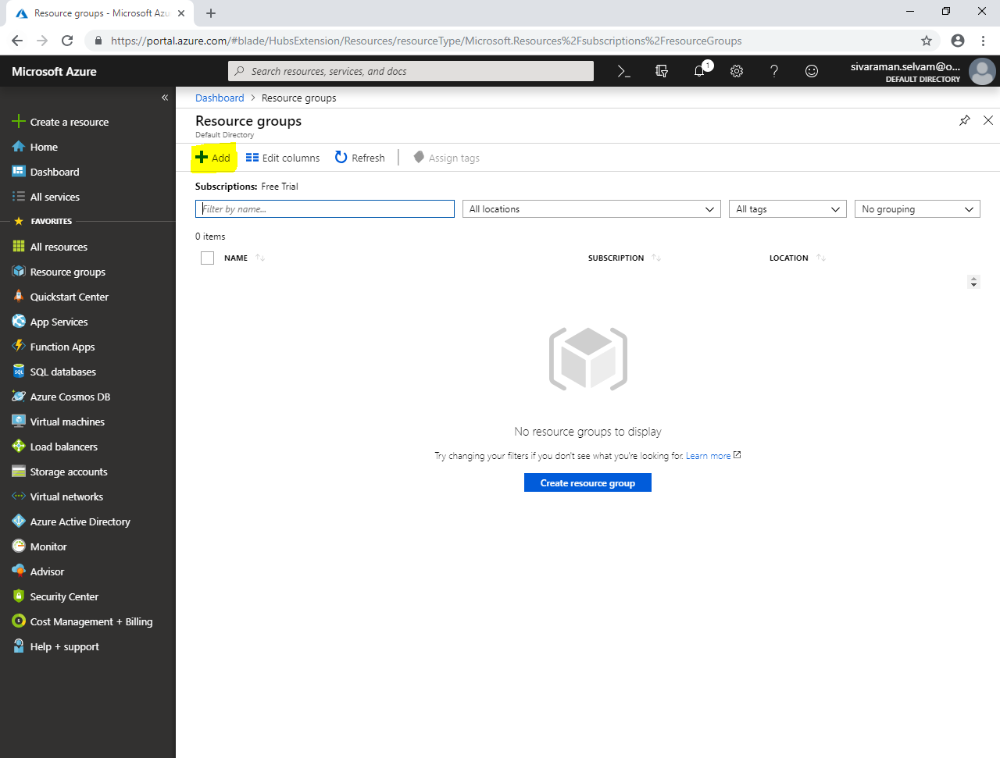 Resource groups - Microsoft Azu
https://portal.azure.com/#blade/HubsExtension/Resources/resourceType/Microsoft.Resources%2Fsubscriptions%2FresourceGroups
Microsoft Azure
Search resources, services, and docs
1
sivaraman.selvam@o...
DEFAULT DIRECTORY
Create a resource
Home
Dashboard
All services
FAVORITES
All resources
Resource groups
Quickstart Center
App Services
Function Apps
SQL
SQL databases
Azure Cosmos DB
Virtual machines
Load balancers
Storage accounts
Virtual networks
Azure Active Directory
Monitor
Advisor
Security Center
Cost Management + Billing
Help + support
Dashboard > Resource groups
Resource groups
Default Directory
Add Edit columns Refresh Assign tags
Subscriptions: Free Trial
Filter by name... All locations All tags No grouping
0 items
NAME SUBSCRIPTION LOCATION
No resource groups to display
Try changing your filters if you don't see what you're looking for. Learn more
Create resource group